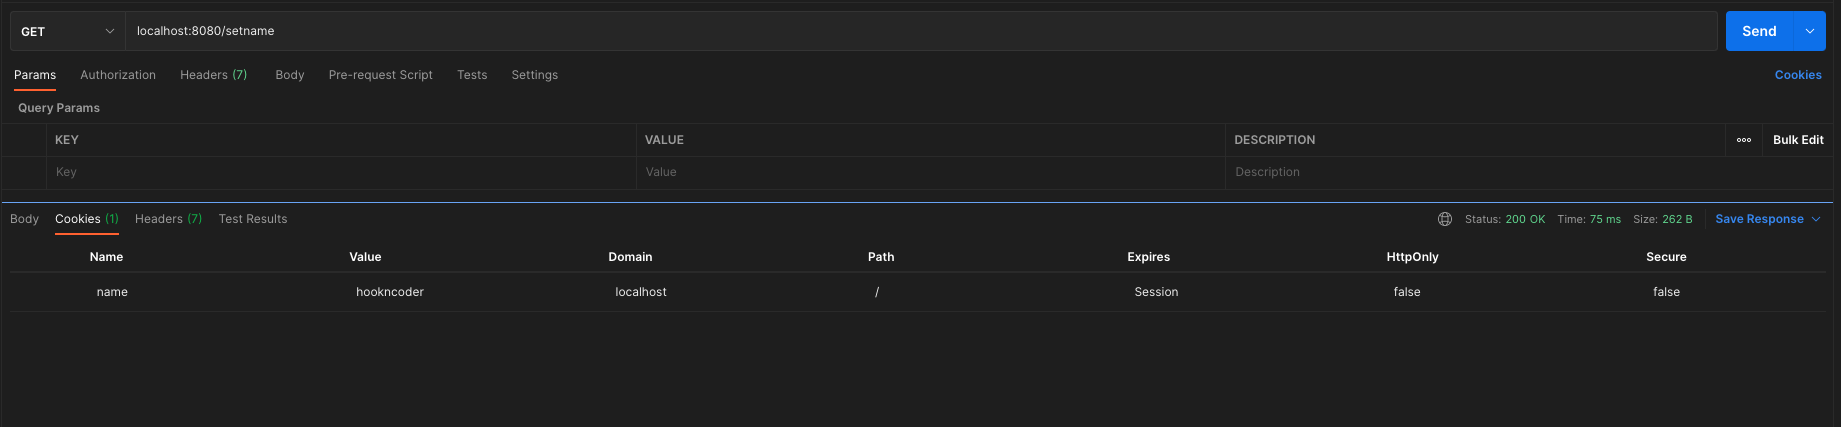 GET localhost:8080/setname Send
Params Authorization Headers (7) Body Pre-request Script Tests Settings Cookies
Query Params
KEY VALUE DESCRIPTION Bulk Edit
Key Value Description
Body Cookies (1) Headers (7) Test Results Status: 200 OK Time: 75 ms Size: 262 B Save Response
Name Value Domain Path Expires HttpOnly Secure
name hookncoder localhost / Session false false